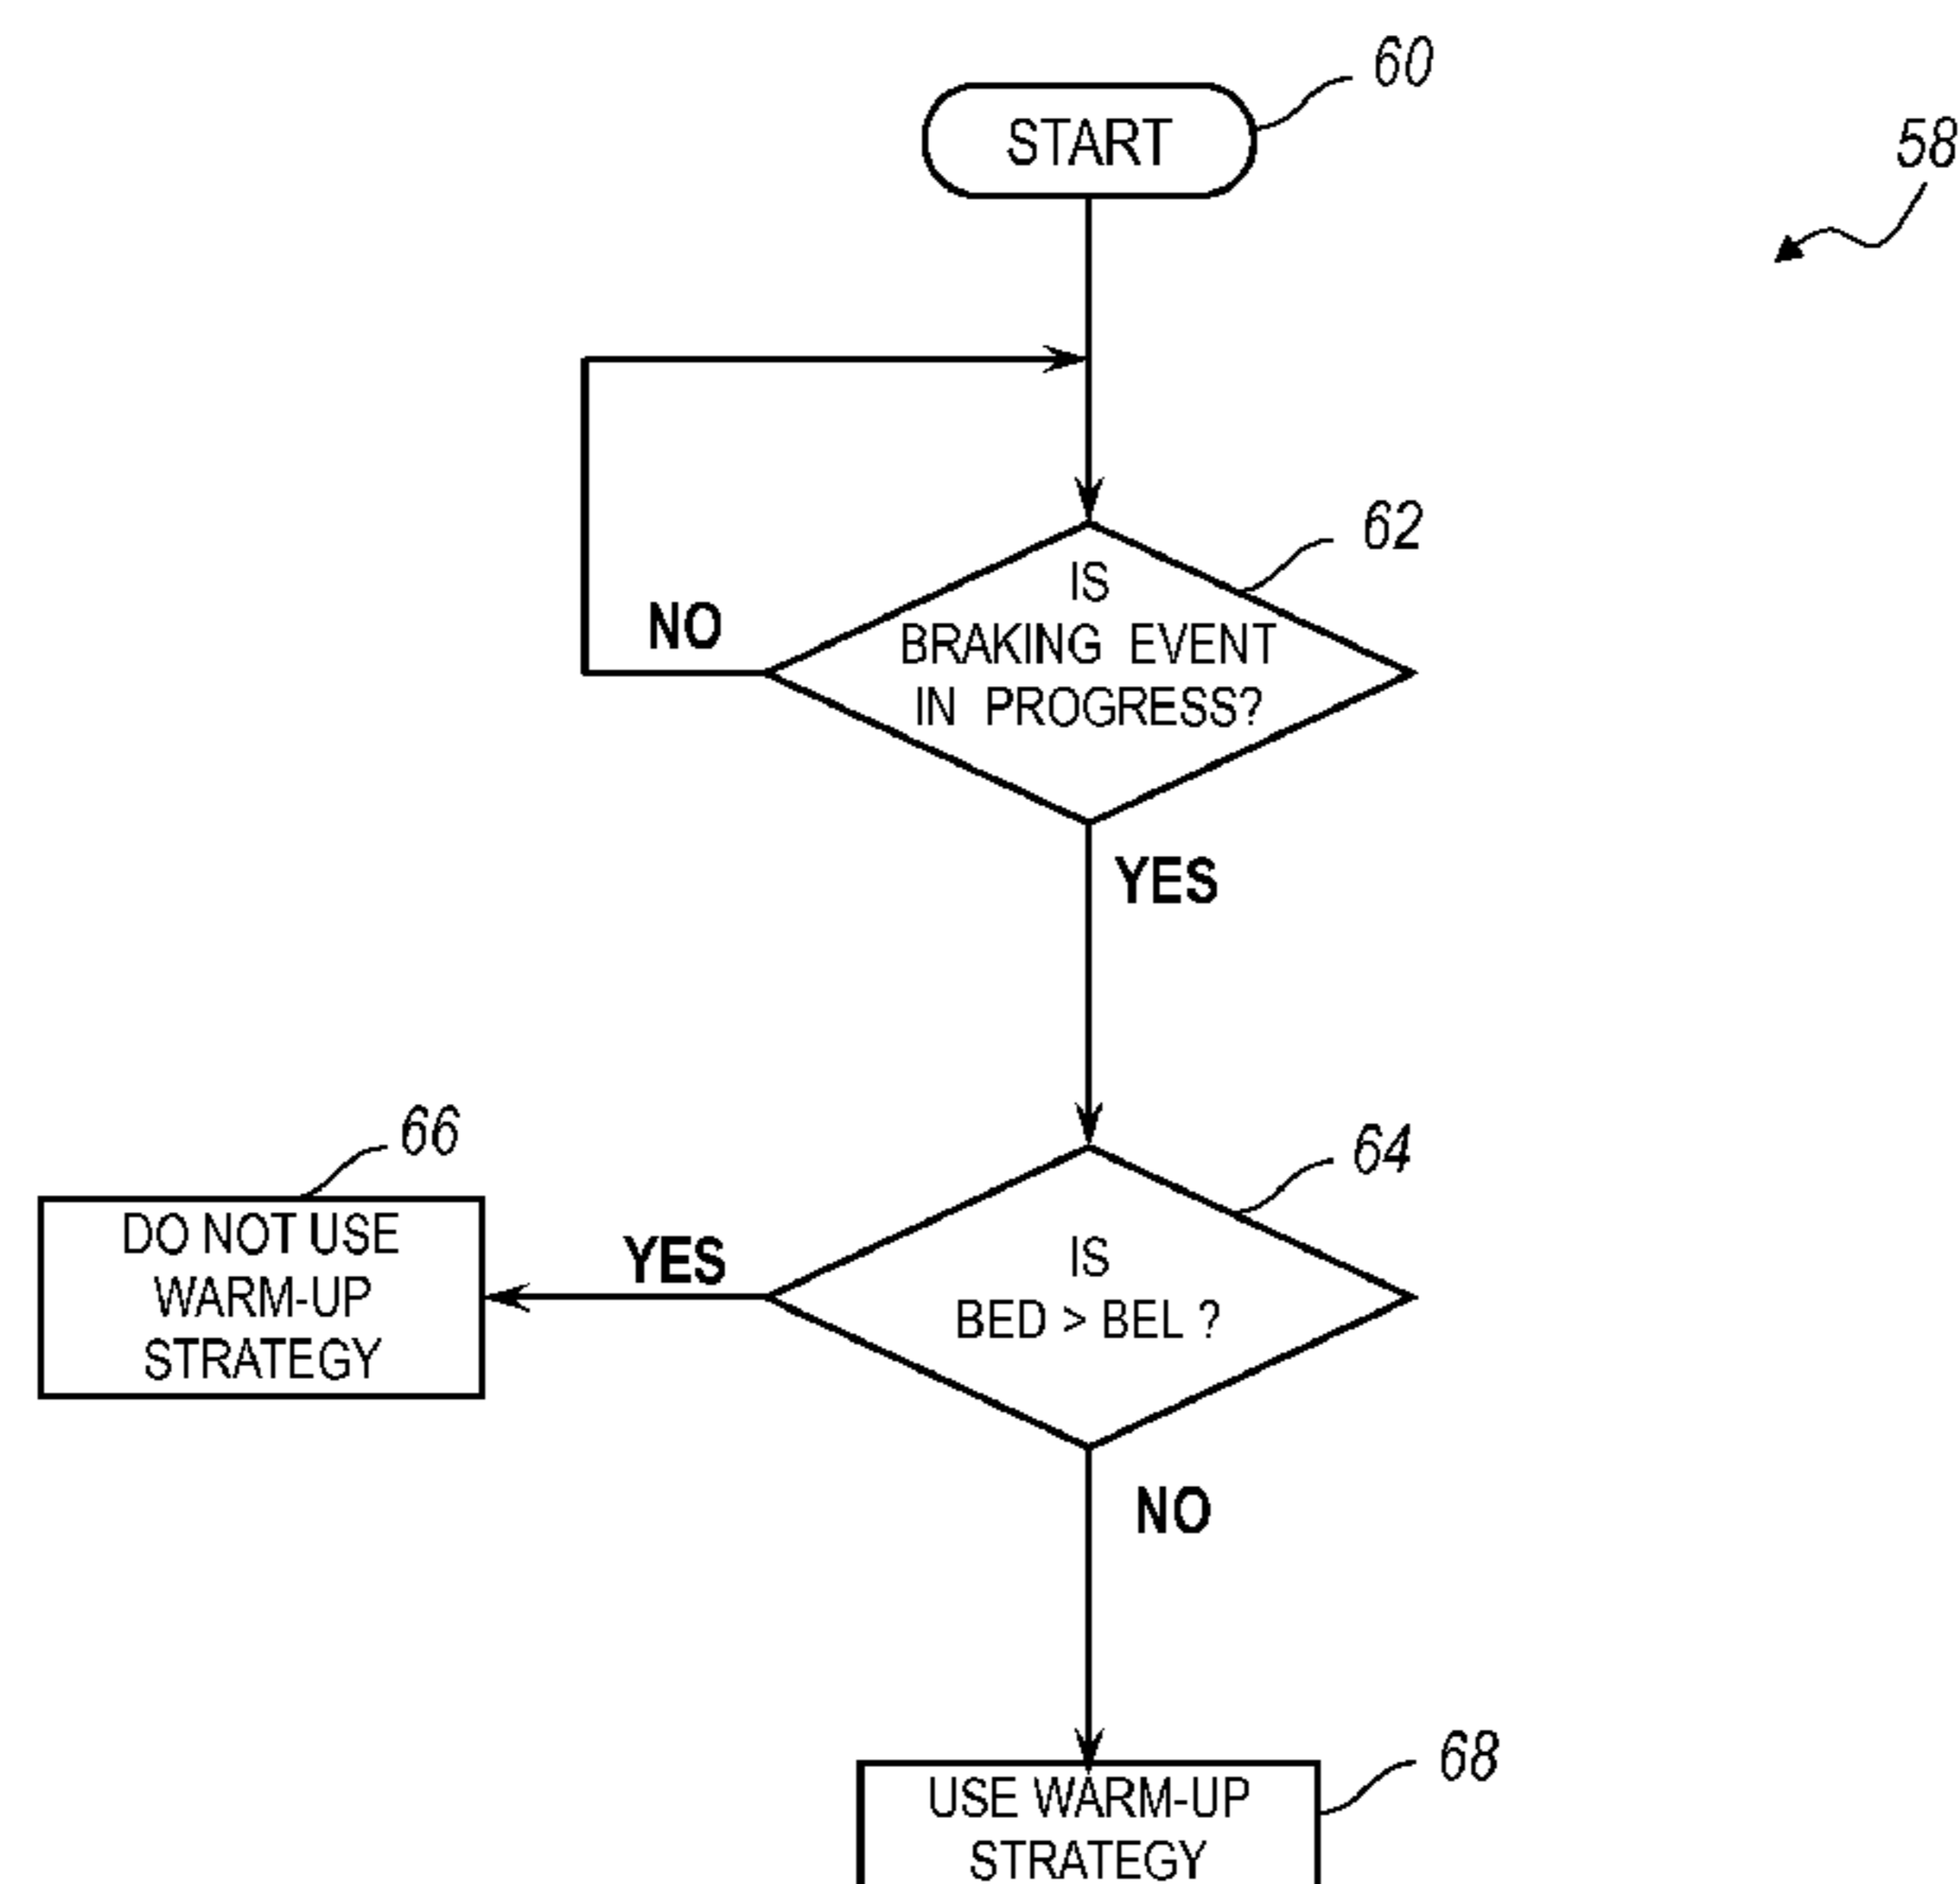 60
START
58
62
IS
BRAKING EVENT
IN PROGRESS?
NO
YES
66
64
DO NOT USE
WARM-UP
STRATEGY
YES
IS
BED > BEL ?
NO
68
USE WARM-UP
STRATEGY